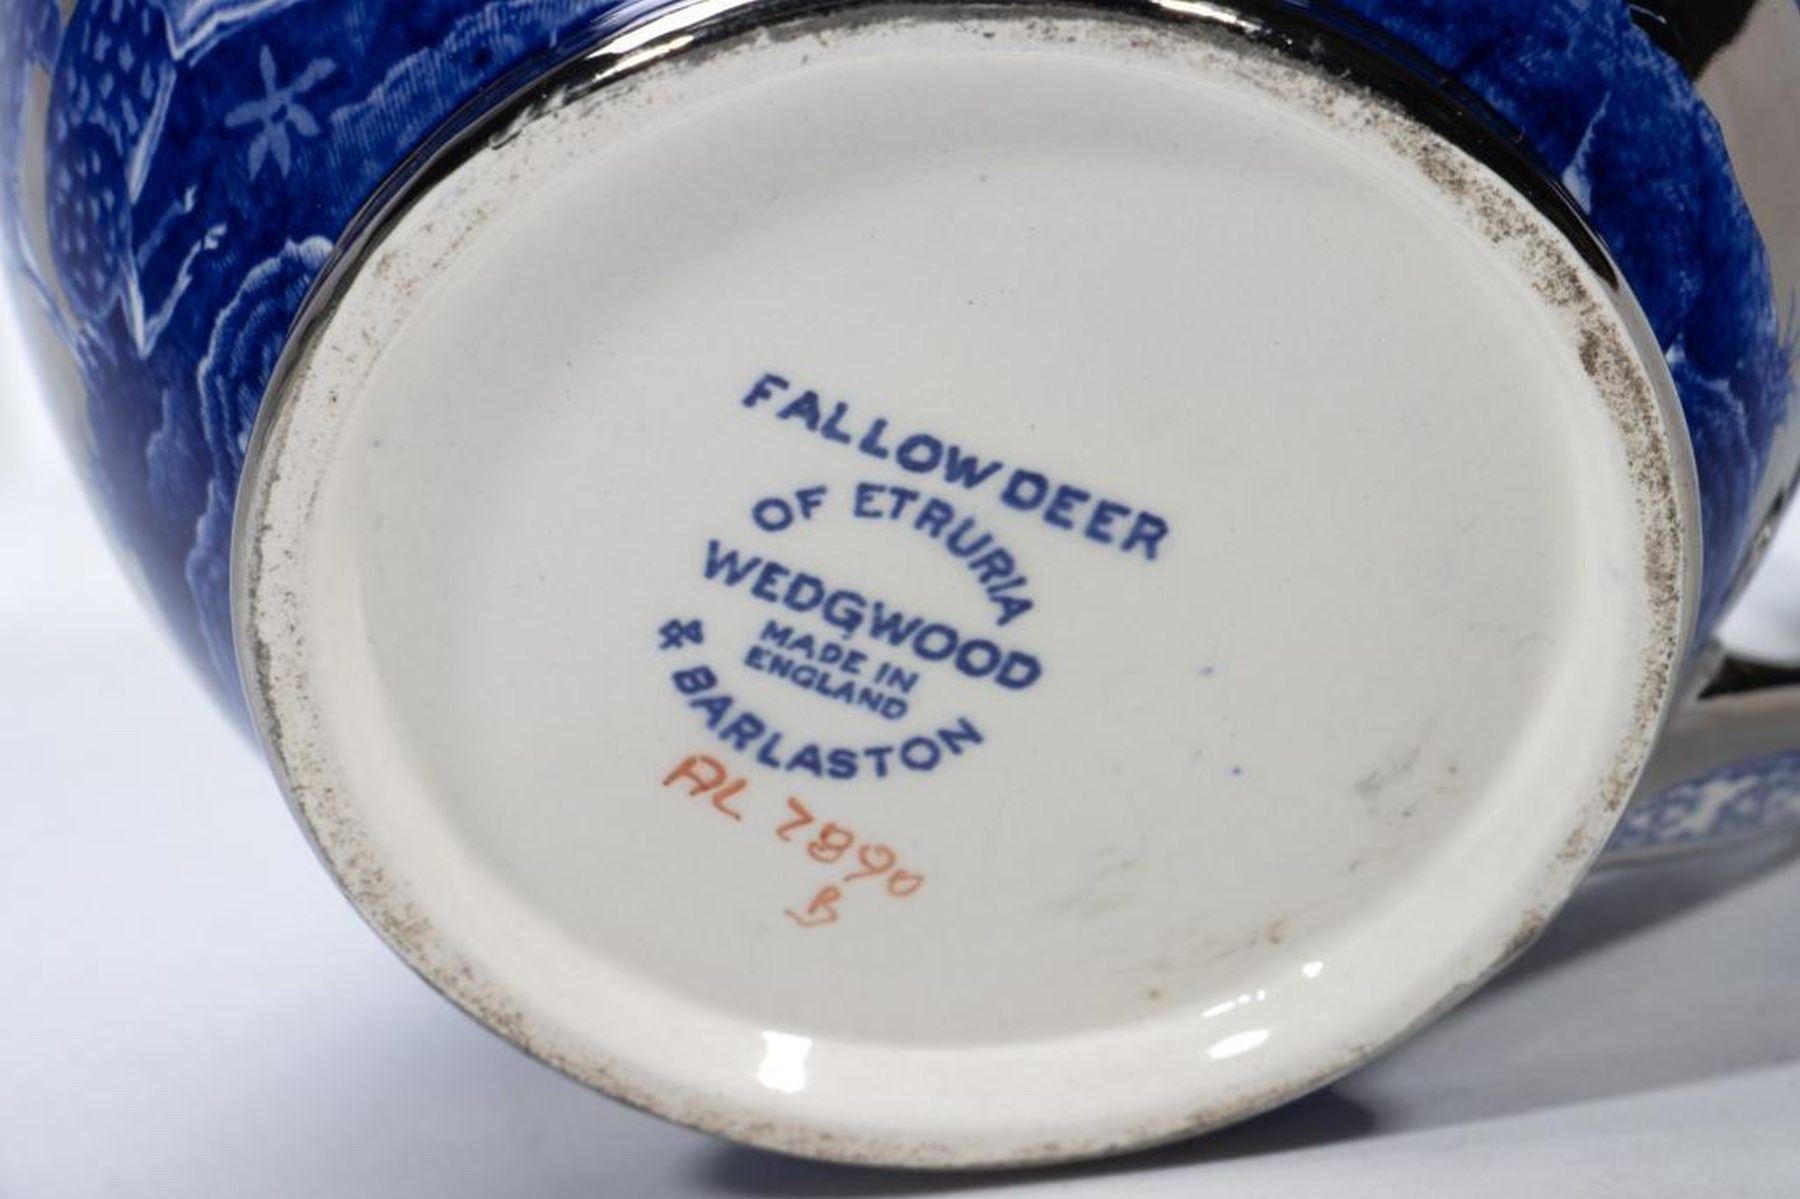 FALLOW DEER
OF ETRURIA
WEDGWOOD
MADE IN
ENGLAND
& BARLASTON
AL 7890
B